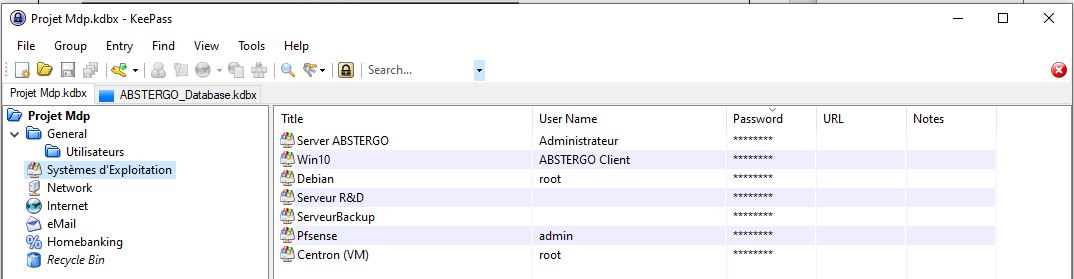 Projet Mdp.kdbx - KeePass
File Group Entry Find View Tools Help
Search...
Projet Mdp.kdbx ABSTERGO_Database.kdbx
Projet Mdp
General
Utilisateurs
Systèmes d'Exploitation
Network
Internet
eMail
Homebanking
Recycle Bin
Title User Name Password URL Notes
Server ABSTERGO Administrateur ********
Win10 ABSTERGO Client ********
Debian root ********
Serveur R&D ********
ServeurBackup ********
Pfsense admin ********
Centron (VM) root ********